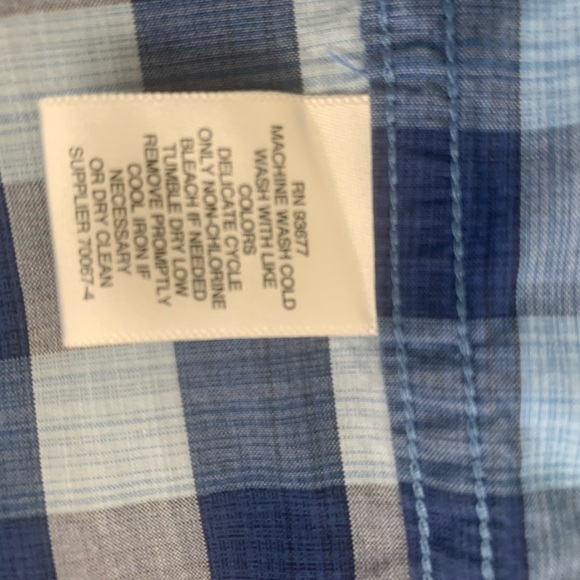 RN 93677
MACHINE WASH COLD
WASH WITH LIKE
COLORS
DELICATE CYCLE
ONLY NON-CHLORINE
BLEACH IF NEEDED
TUMBLE DRY LOW
REMOVE PROMPTLY
COOL IRON IF
NECESSARY
OR DRY CLEAN
SUPPLIER 70067-4